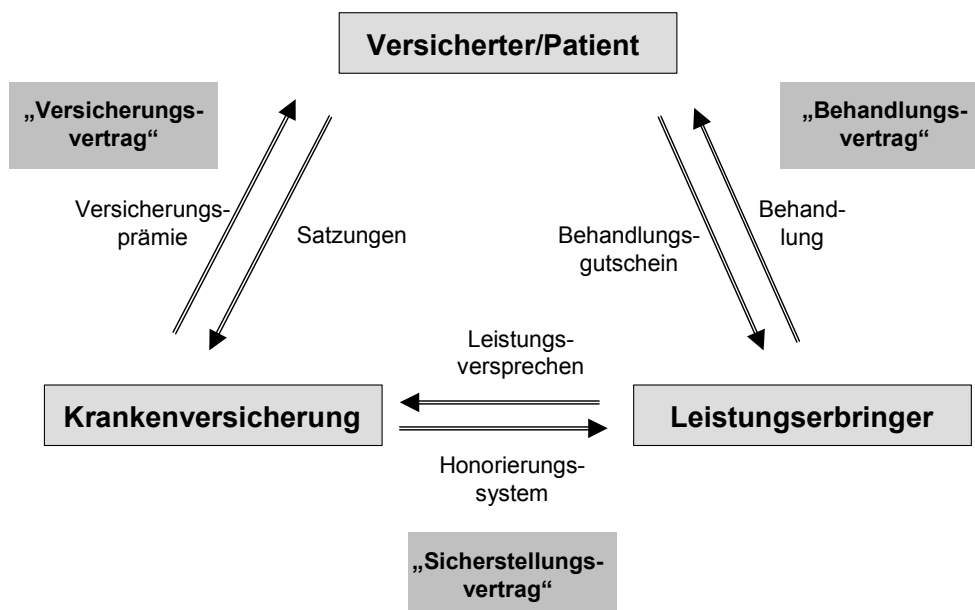 Versicherter/Patient
„Versicherungs-
vertrag“
„Behandlungs-
vertrag“
Versicherungs-
prämie
Satzungen
Behandlungs-
gutschein
Behand-
lung
Leistungs-
versprechen
Krankenversicherung
Leistungserbringer
Honorierungs-
system
„Sicherstellungs-
vertrag“